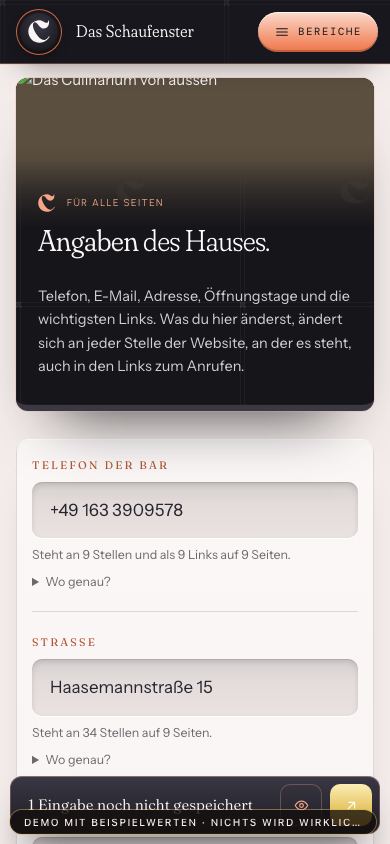 Das Schaufenster
BEREICHE
Das Culinarium von außen
FÜR ALLE SEITEN
Angaben des Hauses.
Telefon, E-Mail, Adresse, Öffnungstage und die
wichtigsten Links. Was du hier änderst, ändert
sich an jeder Stelle der Website, an der es steht,
auch in den Links zum Anrufen.
TELEFON DER BAR
+49 163 3909578
Steht an 9 Stellen und als 9 Links auf 9 Seiten.
Wo genau?
STRASSE
Haasemannstraße 15
Steht an 34 Stellen auf 9 Seiten.
Wo genau?
1 Eingabe noch nicht gespeichert
DEMO MIT BEISPIELWERTEN · NICHTS WIRD WIRKLIC…